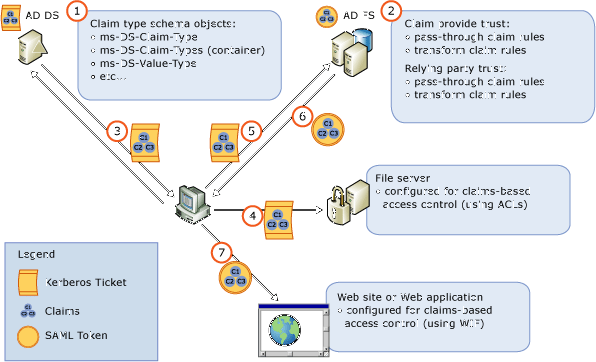 AD DS
1
Claim type schema objects:
ms-DS-Claim-Type
ms-DS-Claim-Types (container)
ms-DS-Value-Type
etc...
AD FS
2
Claim provide trust:
pass-through claim rules
transform claim rules
Relying party trust:
pass-through claim rules
transform claim rules
3
C1
C2 C3
5
C1
C2 C3
6
C1
C2 C3
File server
configured for claims-based
access control (using ACLs)
4
C1
C2 C3
7
C1
C2 C3
Legend
Kerberos Ticket
Claims
SAML Token
Web site or Web application
configured for claims-based
access control (using WIF)